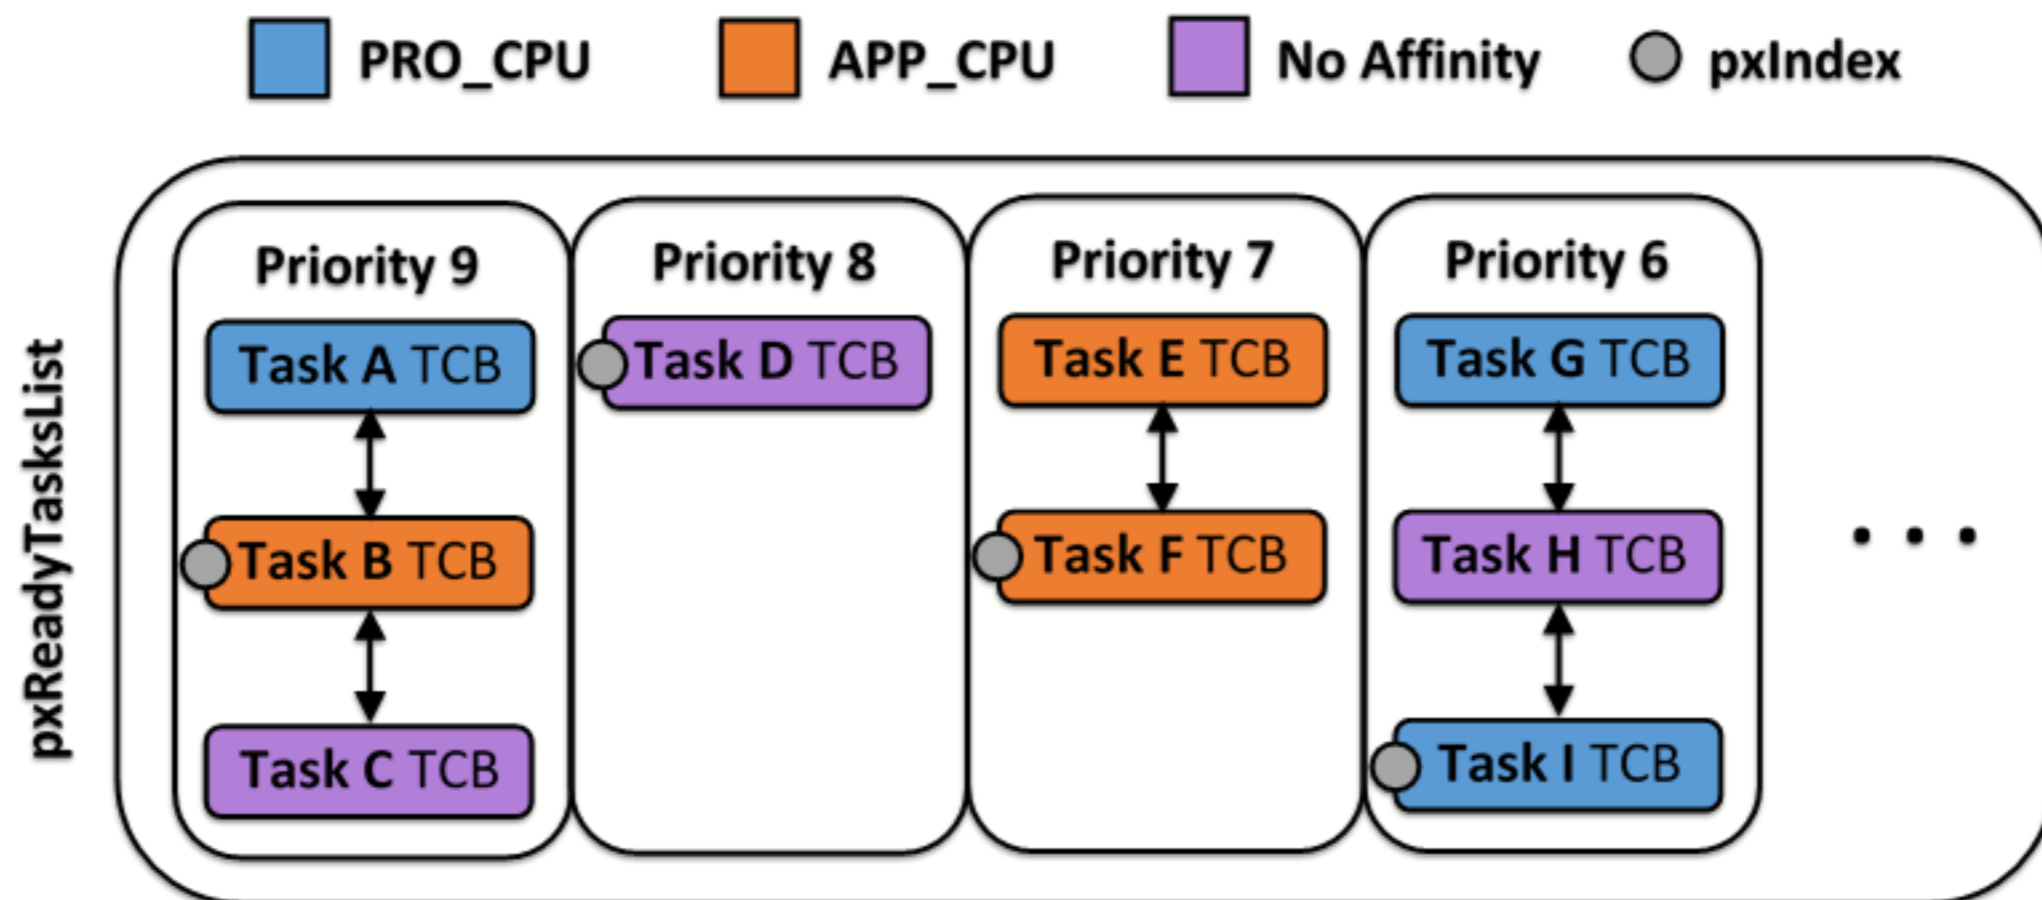 PRO_CPU APP_CPU No Affinity pxIndex
pxReadyTasksList
Priority 9 Priority 8 Priority 7 Priority 6
Task A TCB Task D TCB Task E TCB Task G TCB
Task B TCB Task F TCB Task H TCB
Task C TCB Task I TCB
. . .